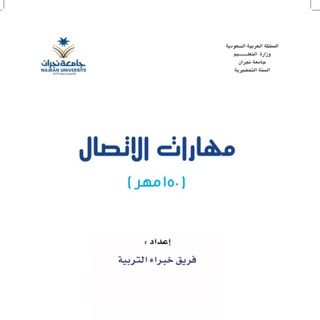 المملكة العربية السعودية
وزارة التعليم
جامعة نجران
السنة التحضيرية
جامعة نجران
NAJRAN UNIVERSITY
مهارات الاتصال
(١٥٠ مهر)
إعداد :
فريق خبراء التربية